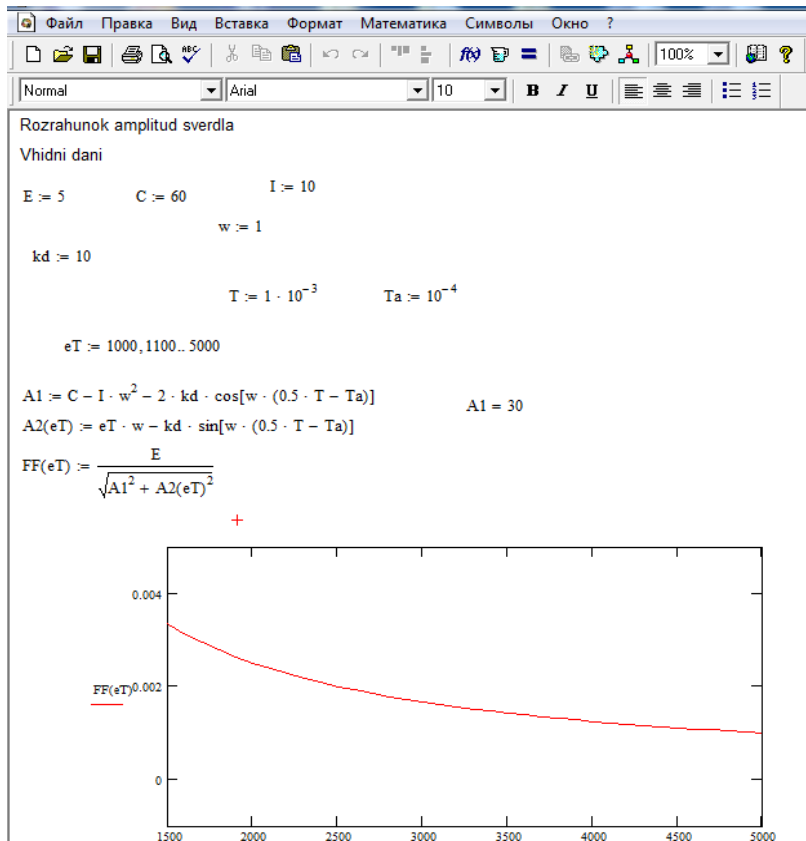 Файл Правка Вид Вставка Формат Математика Символы Окно ?
100%
Normal Arial 10 B I U
Rozrahunok amplitud sverdla
Vhidni dani
E := 5 C := 60 I := 10
w := 1
kd := 10
T := 1 · 10^-3 Ta := 10^-4
eT := 1000, 1100 .. 5000
A1 := C − I · w^2 − 2 · kd · cos[w · (0.5 · T − Ta)] A1 = 30
A2(eT) := eT · w − kd · sin[w · (0.5 · T − Ta)]
FF(eT) := E / √(A1^2 + A2(eT)^2)
0.004
FF(eT) 0.002
0
1500 2000 2500 3000 3500 4000 4500 5000